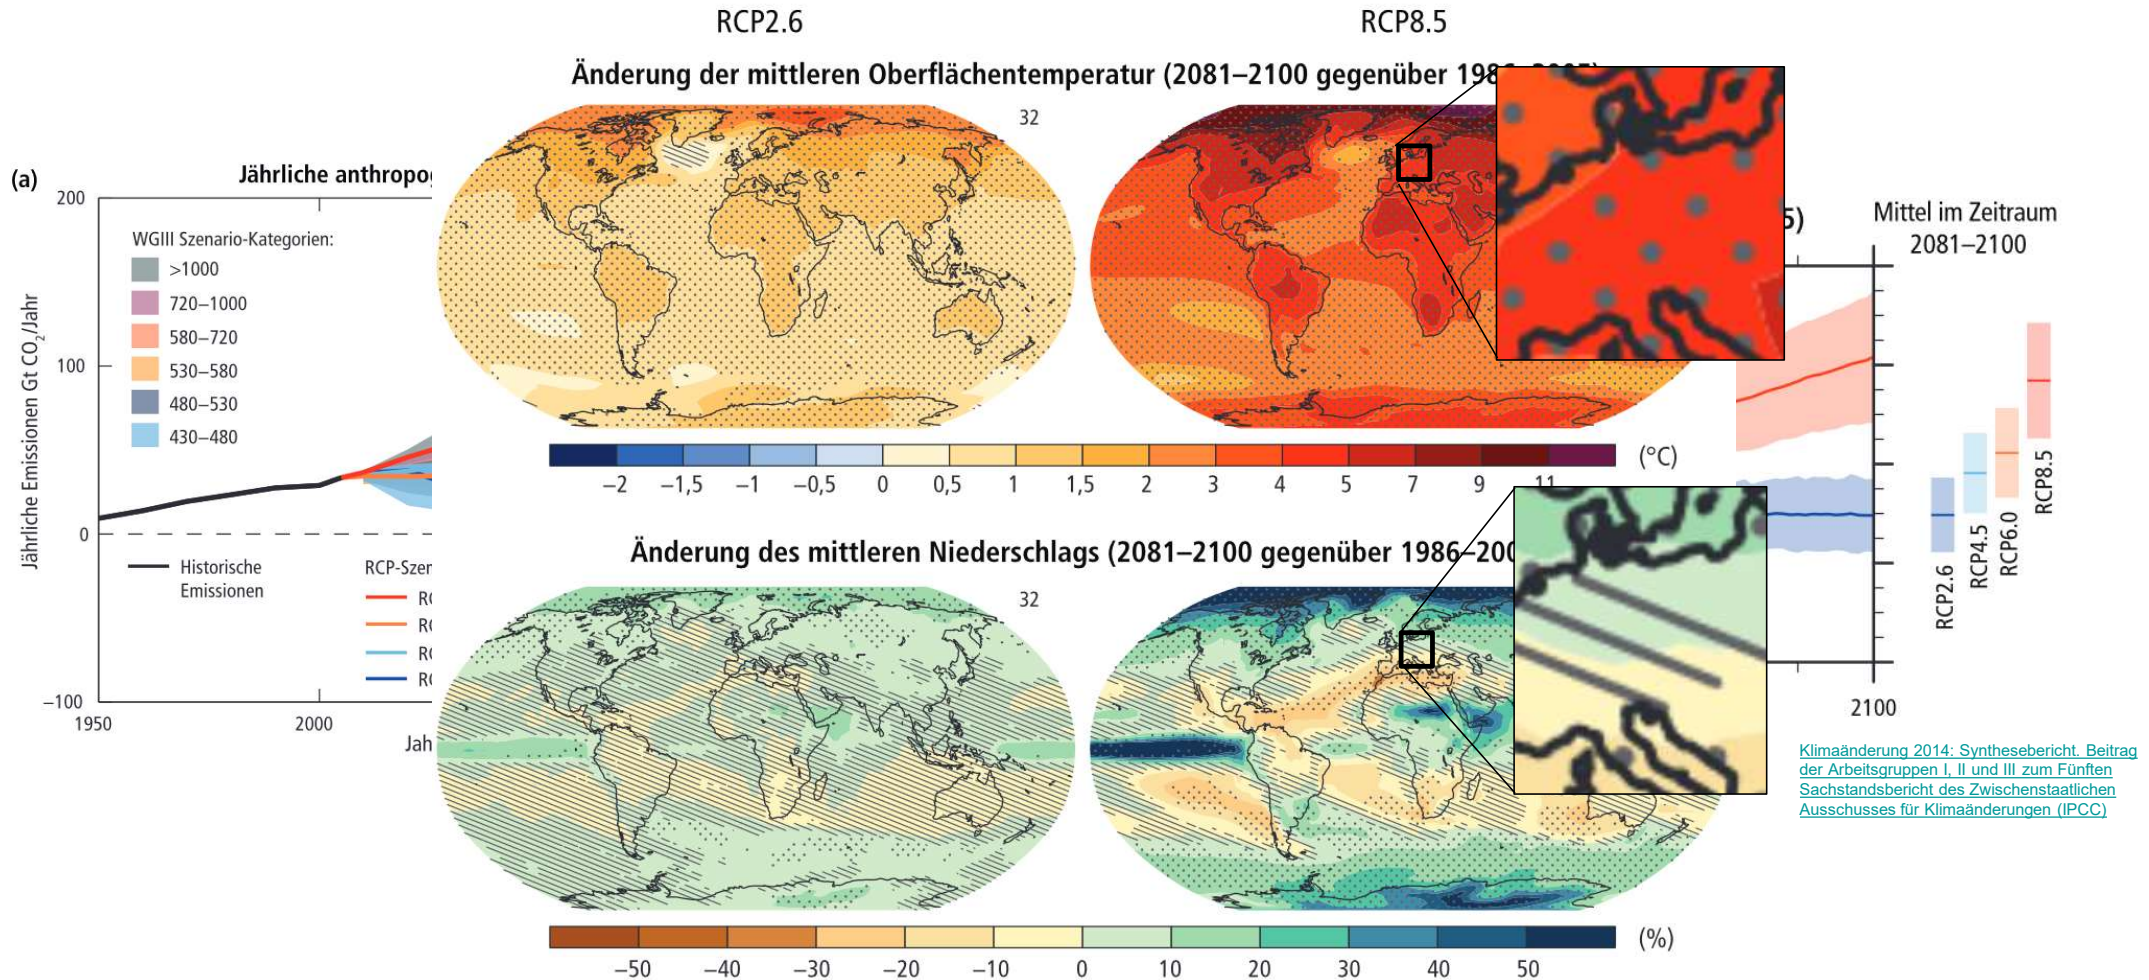 RCP2.6
RCP8.5
Änderung der mittleren Oberflächentemperatur (2081–2100 gegenüber 1986–2005)
32
(a)
Jährliche anthropog
200
100
0
–100
Jährliche Emissionen Gt CO2/Jahr
WGIII Szenario-Kategorien:
>1000
720–1000
580–720
530–580
480–530
430–480
Historische
Emissionen
RCP-Szen
1950
2000
Jah
–2
–1,5
–1
–0,5
0
0,5
1
1,5
2
3
4
5
7
9
11
(°C)
Änderung des mittleren Niederschlags (2081–2100 gegenüber 1986–200
32
–50
–40
–30
–20
–10
0
10
20
30
40
50
(%)
5)
Mittel im Zeitraum
2081–2100
RCP2.6
RCP4.5
RCP6.0
RCP8.5
2100
Klimaänderung 2014: Synthesebericht. Beitrag
der Arbeitsgruppen I, II und III zum Fünften
Sachstandsbericht des Zwischenstaatlichen
Ausschusses für Klimaänderungen (IPCC)